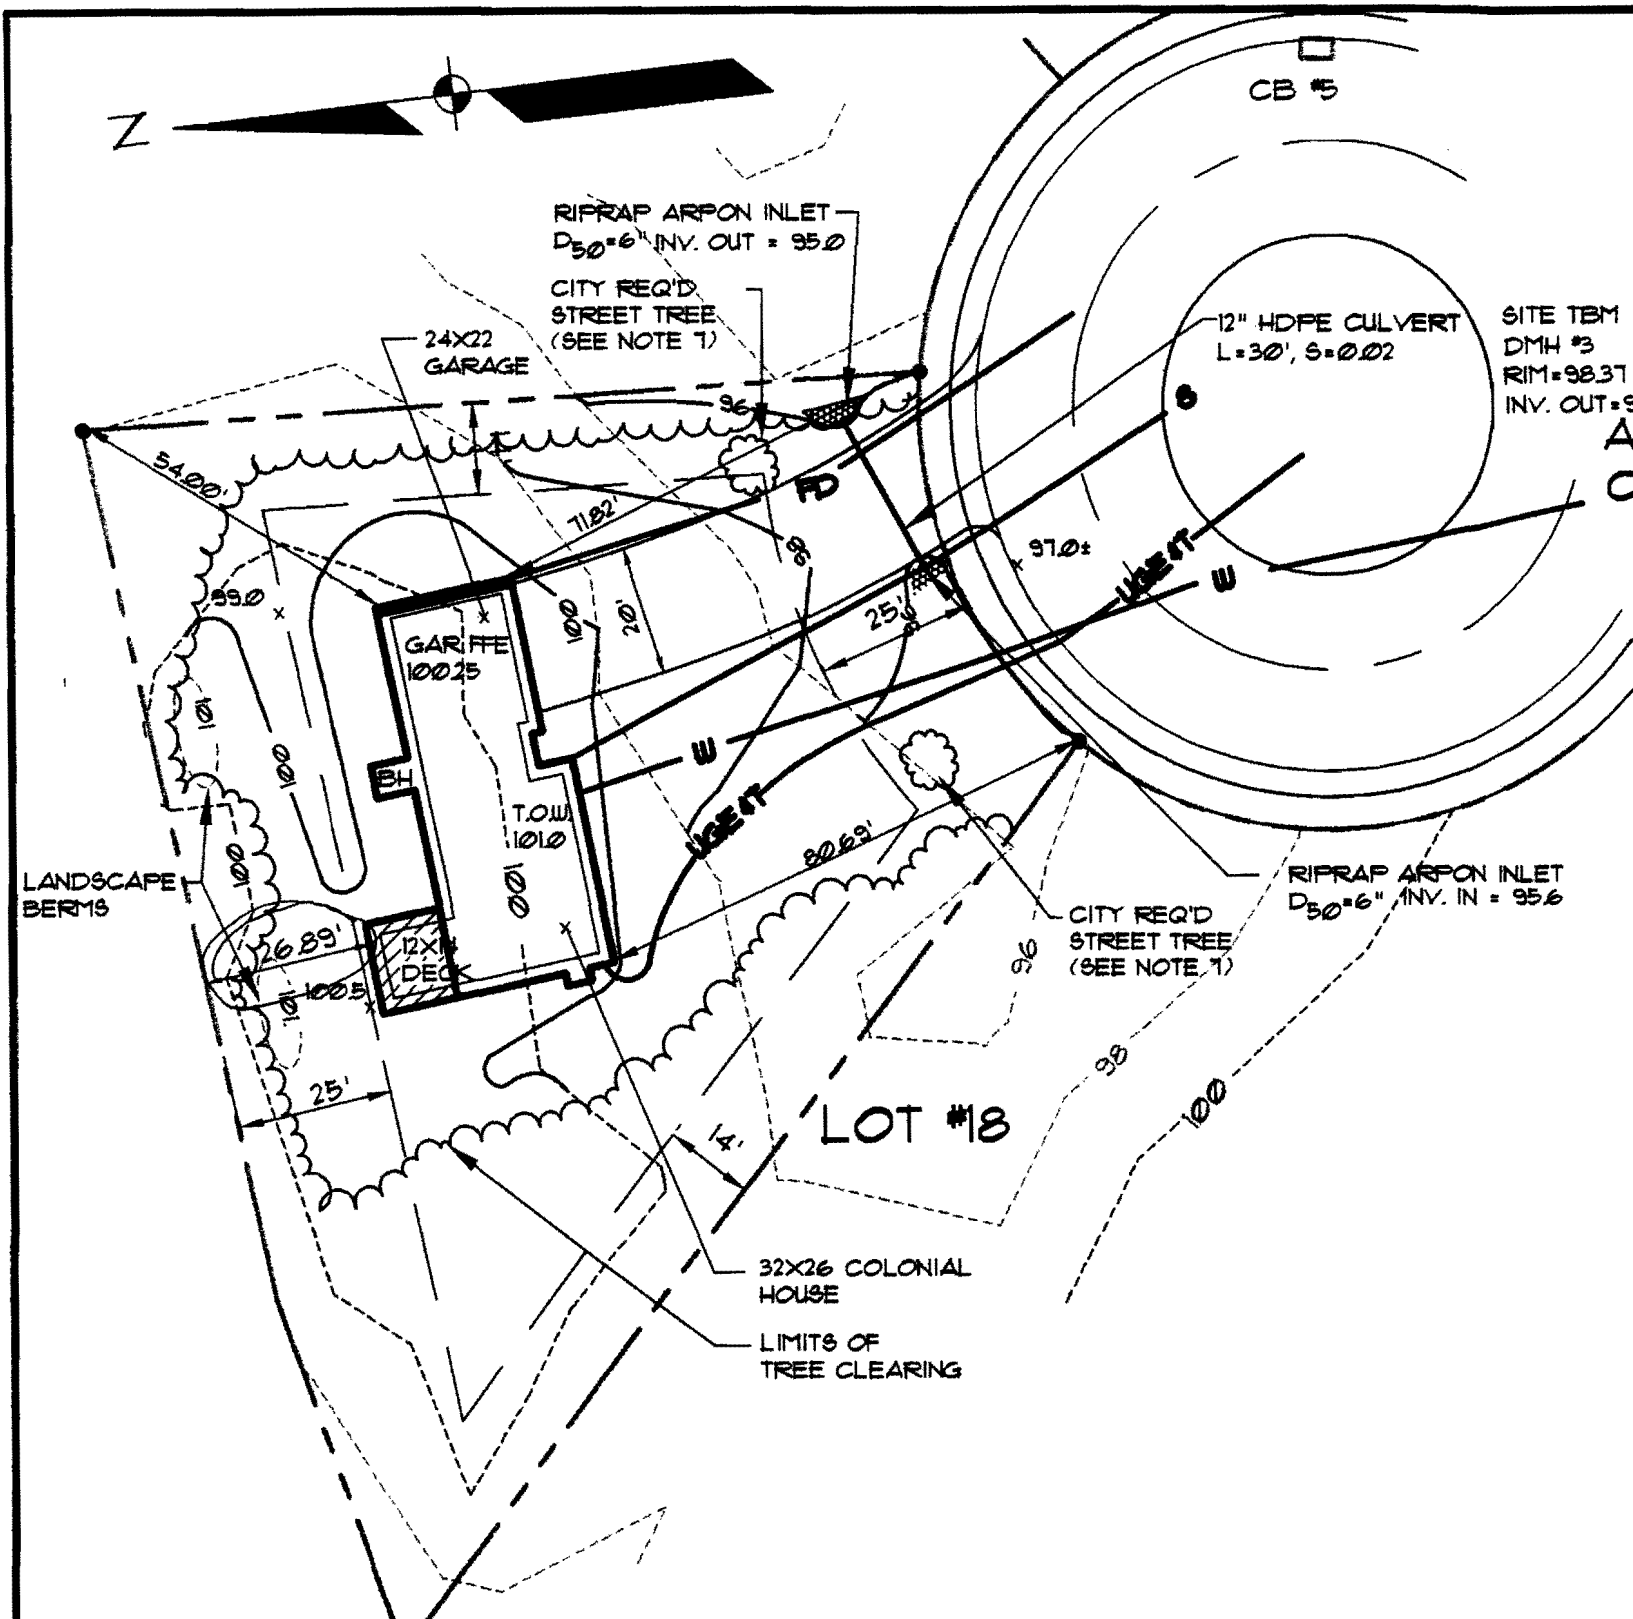 Z
CB #5
RIPRAP ARPON INLET
D50=6" INV. OUT = 95.0
CITY REQ'D
STREET TREE
(SEE NOTE 7)
24X22
GARAGE
12" HDPE CULVERT
L=30', S=0.02
SITE TBM
DMH #3
RIM=98.37
INV. OUT=9
A
C
96
S
54.00'
71.82'
FD
98
97.0±
UGE&T
W
99.0
100
20'
25'
96
GAR FFE
100.25
101
100
BH
W
UGE&T
T.O.W.
101.0
100
80.69'
100
LANDSCAPE
BERMS
RIPRAP ARPON INLET
D50=6" INV. IN = 95.6
CITY REQ'D
STREET TREE
(SEE NOTE 7)
26.89'
DECK
100.5
101
96
98
100
25'
14'
LOT #18
32X26 COLONIAL
HOUSE
LIMITS OF
TREE CLEARING